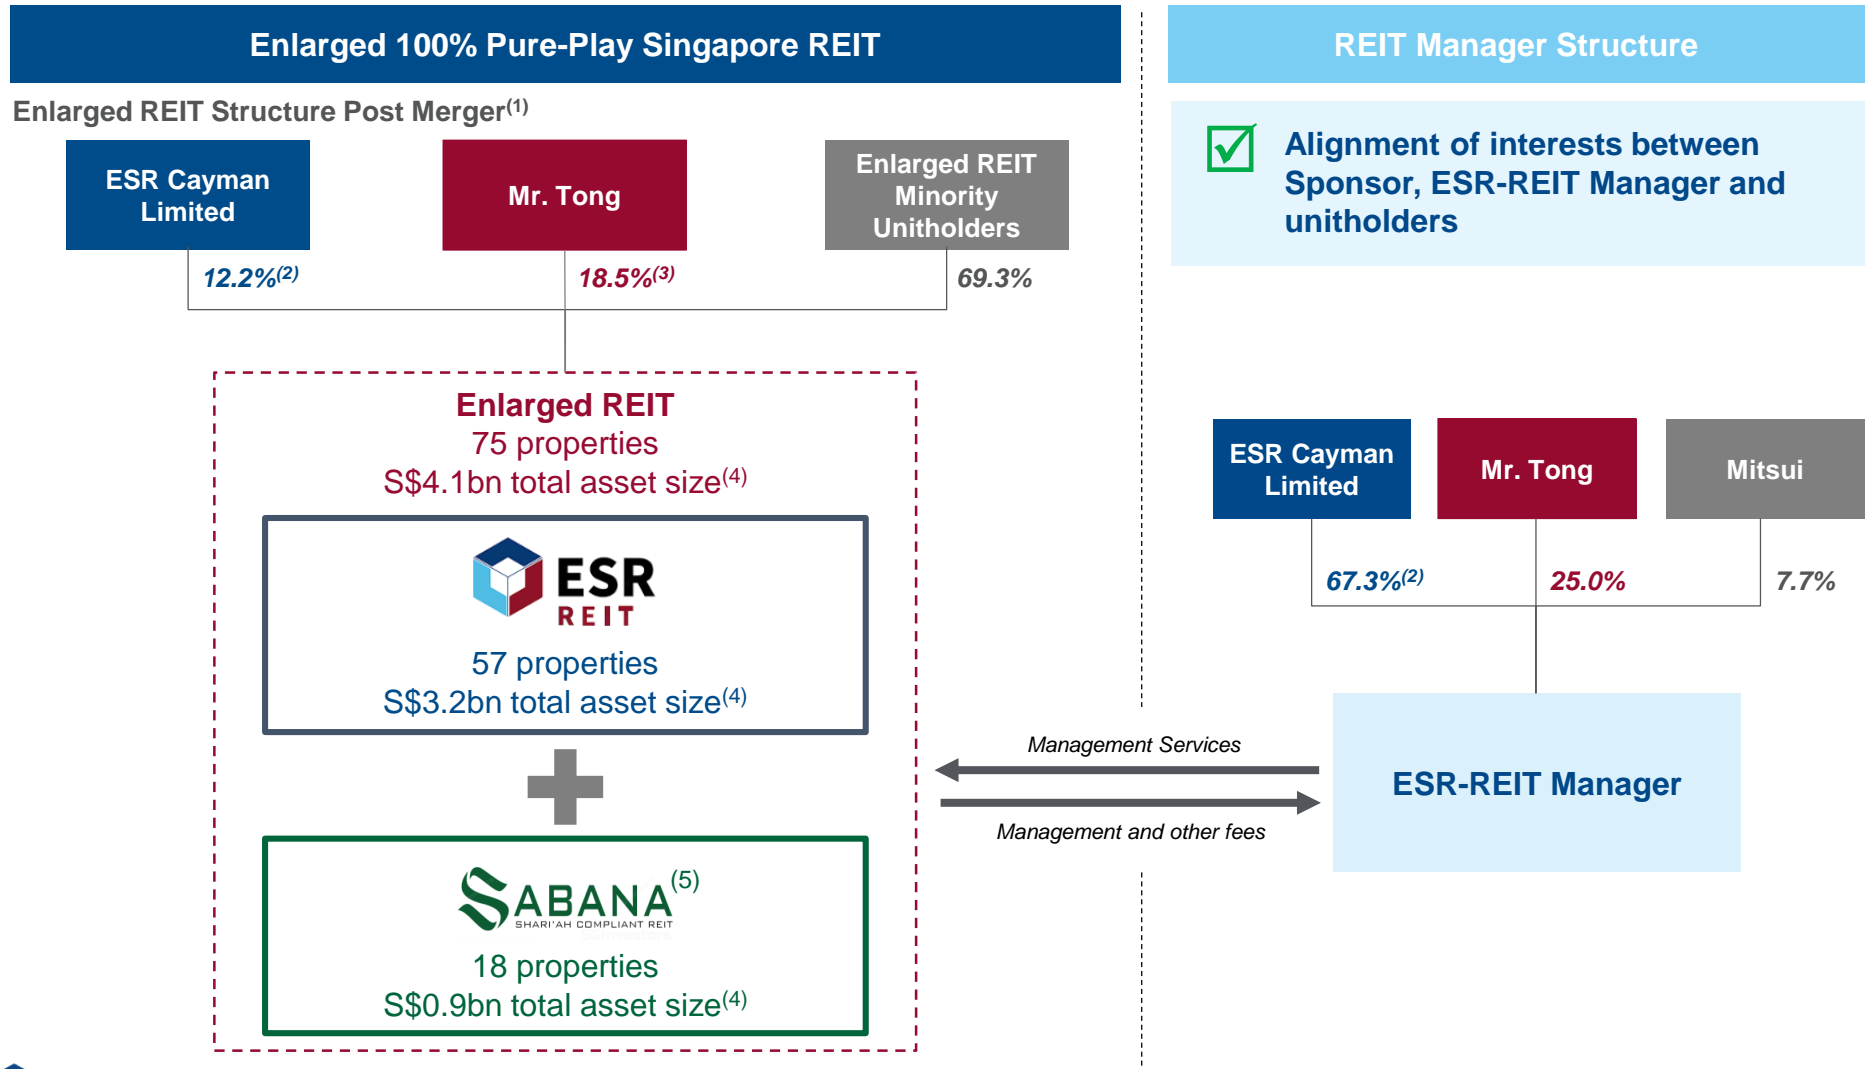 Enlarged 100% Pure-Play Singapore REIT
Enlarged REIT Structure Post Merger(1)
ESR Cayman
Limited
Mr. Tong
Enlarged REIT
Minority
Unitholders
12.2%(2)
18.5%(3)
69.3%
Enlarged REIT
75 properties
S$4.1bn total asset size(4)
ESR
REIT
57 properties
S$3.2bn total asset size(4)
SABANA(5)
SHARI'AH COMPLIANT REIT
18 properties
S$0.9bn total asset size(4)
Management Services
Management and other fees
REIT Manager Structure
Alignment of interests between
Sponsor, ESR-REIT Manager and
unitholders
ESR Cayman
Limited
Mr. Tong
Mitsui
67.3%(2)
25.0%
7.7%
ESR-REIT Manager